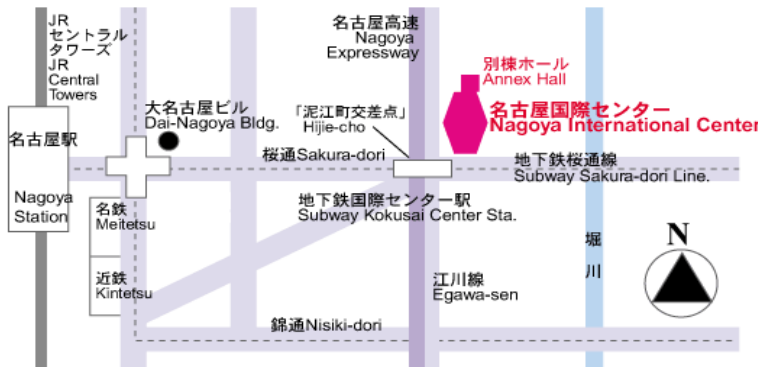 JR
セントラル
タワーズ
JR
Central
Towers
名古屋高速
Nagoya
Expressway
別棟ホール
Annex Hall
大名古屋ビル
Dai-Nagoya Bldg.
「泥江町交差点」
Hijie-cho
名古屋国際センター
Nagoya International Center
名古屋駅
桜通Sakura-dori
地下鉄桜通線
Subway Sakura-dori Line.
Nagoya
Station
名鉄
Meitetsu
地下鉄国際センター駅
Subway Kokusai Center Sta.
堀
川
N
近鉄
Kintetsu
江川線
Egawa-sen
錦通Nisiki-dori